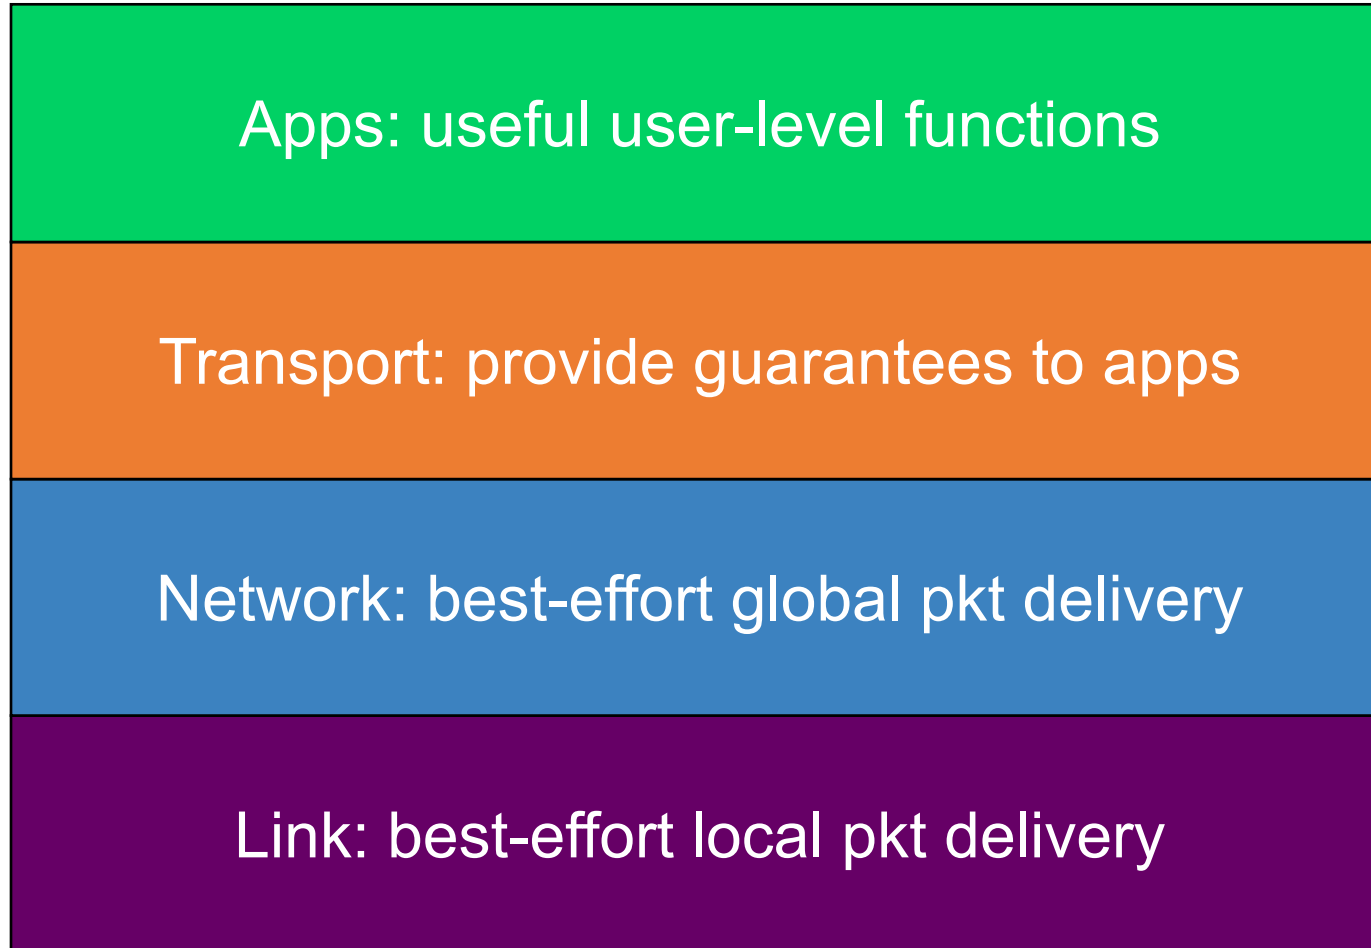 Apps: useful user-level functions
Transport: provide guarantees to apps
Network: best-effort global pkt delivery
Link: best-effort local pkt delivery